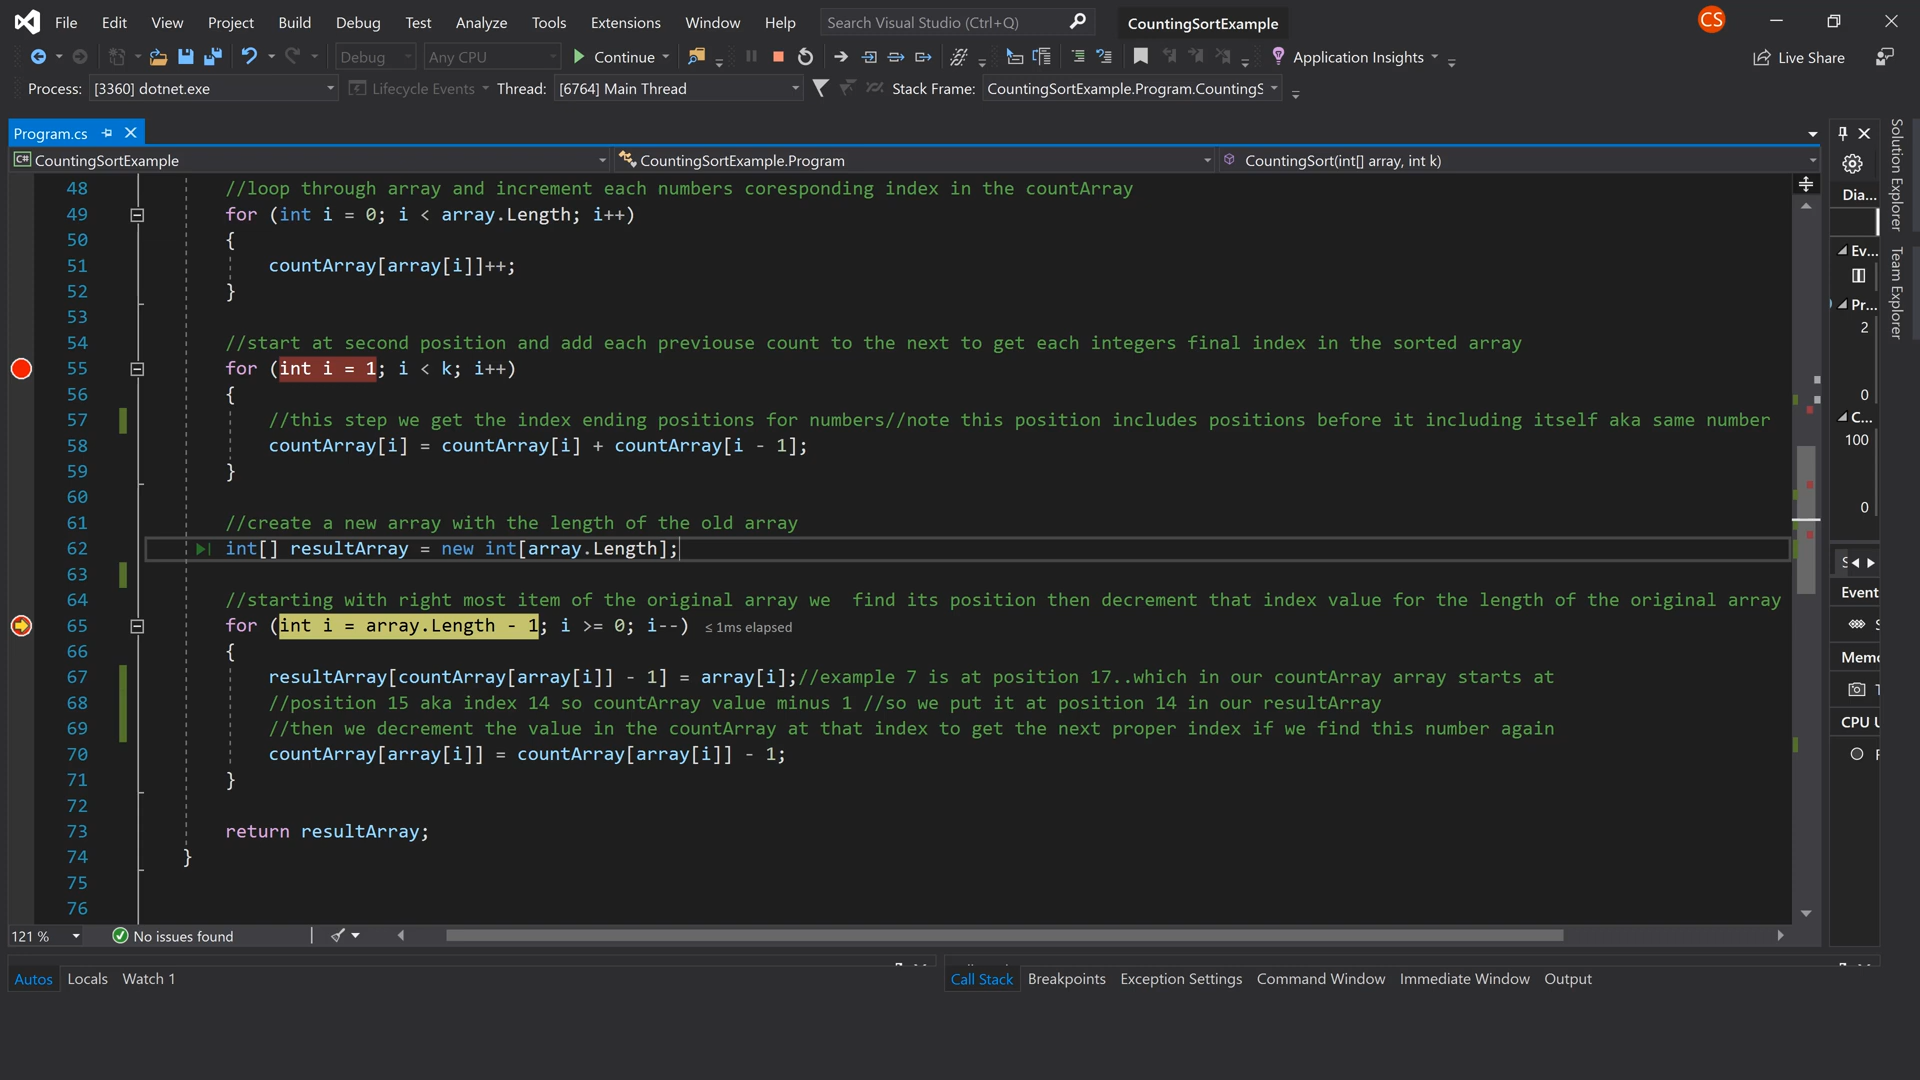 File Edit View Project Build Debug Test Analyze Tools Extensions Window Help Search Visual Studio (Ctrl+Q) CountingSortExample CS
Debug Any CPU Continue Application Insights Live Share
Process: [3360] dotnet.exe Lifecycle Events Thread: [6764] Main Thread Stack Frame: CountingSortExample.Program.CountingS
Program.cs
C# CountingSortExample CountingSortExample.Program CountingSort(int[] array, int k)
48 //loop through array and increment each numbers coresponding index in the countArray
49 for (int i = 0; i < array.Length; i++)
50 {
51 countArray[array[i]]++;
52 }
53
54 //start at second position and add each previouse count to the next to get each integers final index in the sorted array
55 for (int i = 1; i < k; i++)
56 {
57 //this step we get the index ending positions for numbers//note this position includes positions before it including itself aka same number
58 countArray[i] = countArray[i] + countArray[i - 1];
59 }
60
61 //create a new array with the length of the old array
62 int[] resultArray = new int[array.Length];
63
64 //starting with right most item of the original array we  find its position then decrement that index value for the length of the original array
65 for (int i = array.Length - 1; i >= 0; i--) ≤ 1ms elapsed
66 {
67 resultArray[countArray[array[i]] - 1] = array[i];//example 7 is at position 17..which in our countArray array starts at
68 //position 15 aka index 14 so countArray value minus 1 //so we put it at position 14 in our resultArray
69 //then we decrement the value in the countArray at that index to get the next proper index if we find this number again
70 countArray[array[i]] = countArray[array[i]] - 1;
71 }
72
73 return resultArray;
74 }
75
76
121 % No issues found
Autos Locals Watch 1
Call Stack Breakpoints Exception Settings Command Window Immediate Window Output
Dia...
Ev...
Pr...
2
0
C...
100
0
Event
Mem
CPU
Solution Explorer
Team Explorer